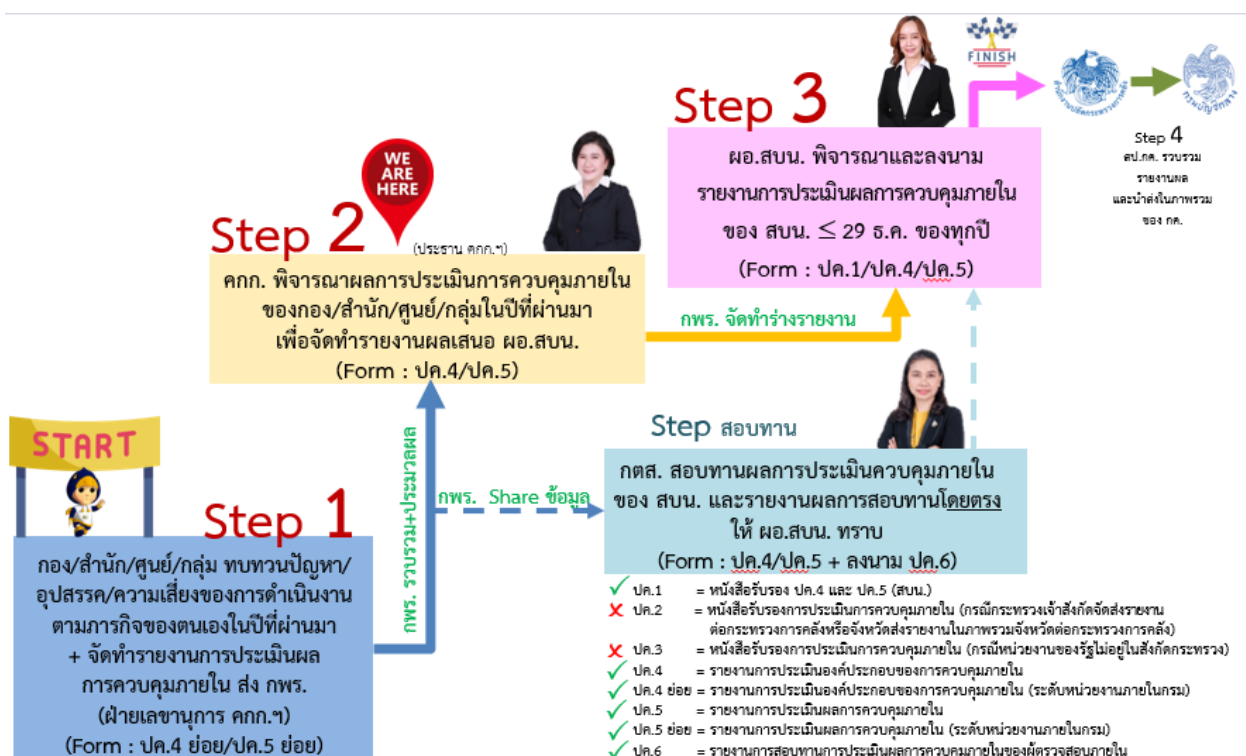 START
Step 1
กอง/สำนัก/ศูนย์/กลุ่ม ทบทวนปัญหา/
อุปสรรค/ความเสี่ยงของการดำเนินงาน
ตามภารกิจของตนเองในปีที่ผ่านมา
+ จัดทำรายงานการประเมินผล
การควบคุมภายใน ส่ง กพร.
(ฝ่ายเลขานุการ คกก.ฯ)
(Form : ปค.4 ย่อย/ปค.5 ย่อย)
กพร. รวบรวม+ประมวลผล
กพร. Share ข้อมูล
WE
ARE
HERE
Step 2
(ประธาน คกก.ฯ)
คกก. พิจารณาผลการประเมินการควบคุมภายใน
ของกอง/สำนัก/ศูนย์/กลุ่มในปีที่ผ่านมา
เพื่อจัดทำรายงานผลเสนอ ผอ.สบน.
(Form : ปค.4/ปค.5)
กพร. จัดทำร่างรายงาน
Step 3
ผอ.สบน. พิจารณาและลงนาม
รายงานการประเมินผลการควบคุมภายใน
ของ สบน. ≤ 29 ธ.ค. ของทุกปี
(Form : ปค.1/ปค.4/ปค.5)
FINISH
สำนักงานปลัดกระทรวงการคลัง
กรมบัญชีกลาง
Step 4
สป.กค. รวบรวม
รายงานผล
และนำส่งในภาพรวม
ของ กค.
Step สอบทาน
กตส. สอบทานผลการประเมินควบคุมภายใน
ของ สบน. และรายงานผลการสอบทานโดยตรง
ให้ ผอ.สบน. ทราบ
(Form : ปค.4/ปค.5 + ลงนาม ปค.6)
✓ ปค.1 = หนังสือรับรอง ปค.4 และ ปค.5 (สบน.)
✗ ปค.2 = หนังสือรับรองการประเมินการควบคุมภายใน (กรณีกระทรวงเจ้าสังกัดจัดส่งรายงาน
ต่อกระทรวงการคลังหรือจังหวัดส่งรายงานในภาพรวมจังหวัดต่อกระทรวงการคลัง)
✗ ปค.3 = หนังสือรับรองการประเมินการควบคุมภายใน (กรณีหน่วยงานของรัฐไม่อยู่ในสังกัดกระทรวง)
✓ ปค.4 = รายงานการประเมินองค์ประกอบของการควบคุมภายใน
✓ ปค.4 ย่อย = รายงานการประเมินองค์ประกอบของการควบคุมภายใน (ระดับหน่วยงานภายในกรม)
✓ ปค.5 = รายงานการประเมินผลการควบคุมภายใน
✓ ปค.5 ย่อย = รายงานการประเมินผลการควบคุมภายใน (ระดับหน่วยงานภายในกรม)
✓ ปค.6 = รายงานการสอบทานการประเมินผลการควบคุมภายในของผู้ตรวจสอบภายใน